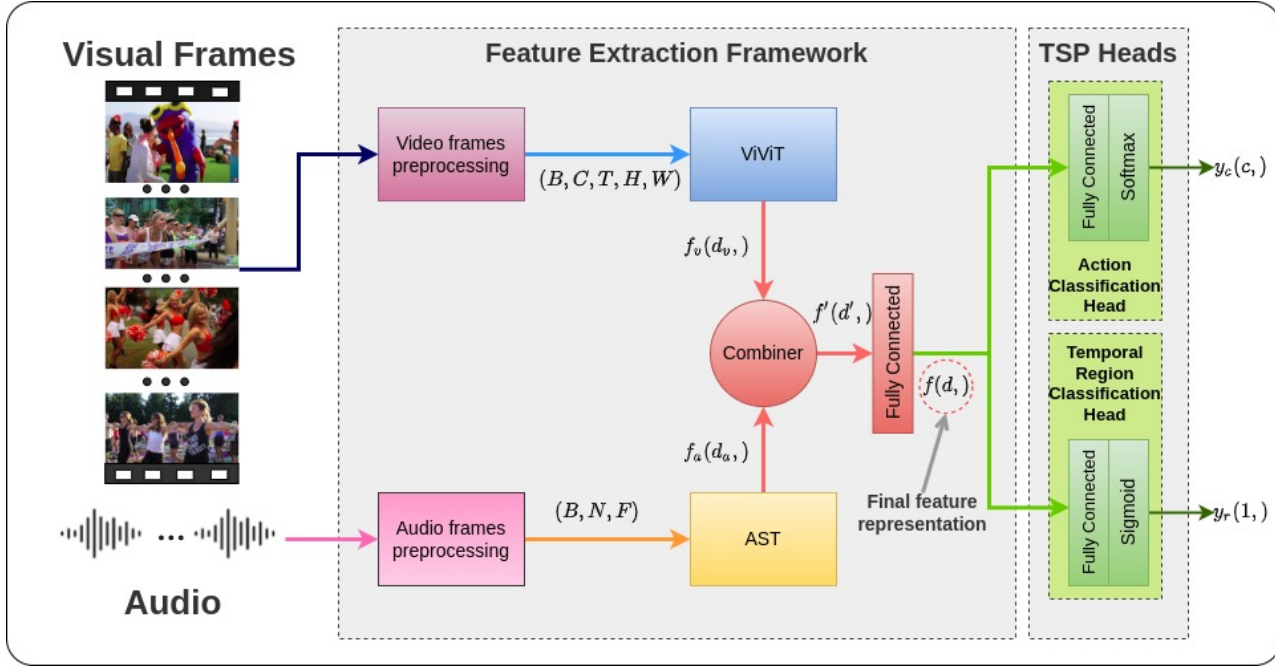 Visual Frames
Feature Extraction Framework
TSP Heads
Video frames
preprocessing
(B, C, T, H, W)
ViViT
Fully Connected
Softmax
y_c(c,)
Action
Classification
Head
f_v(d_v,)
Combiner
f'(d',)
Fully Connected
f(d,)
Temporal
Region
Classification
Head
f_a(d_a,)
Final feature
representation
Audio frames
preprocessing
(B, N, F)
AST
Fully Connected
Sigmoid
y_r(1,)
Audio